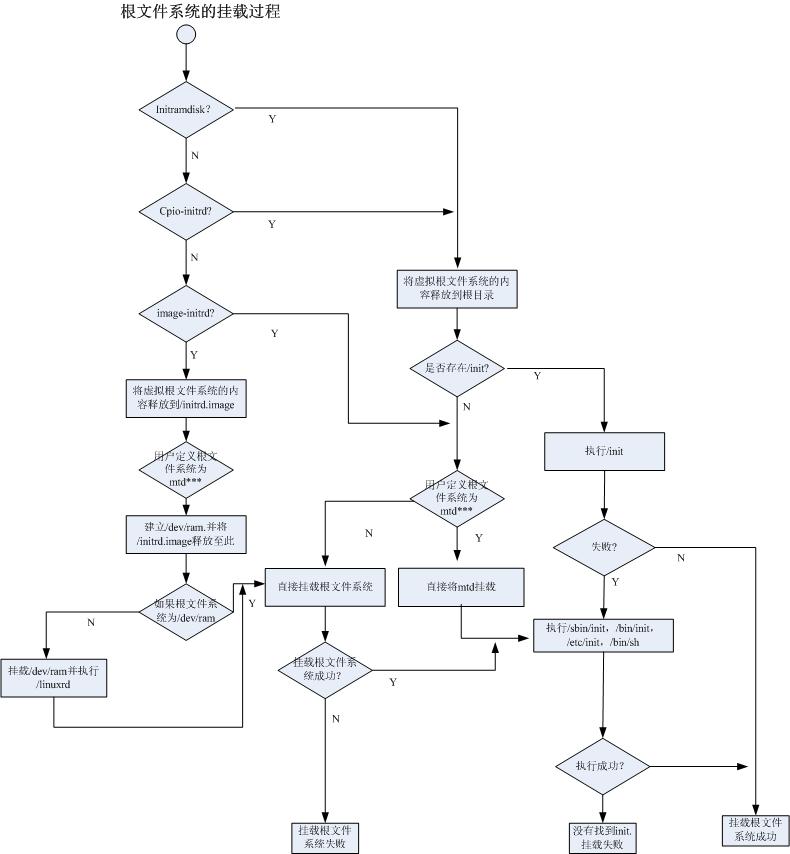 根文件系统的挂载过程
Initramdisk?
Y
N
Cpio-initrd?
Y
N
将虚拟根文件系统的内
容释放到根目录
image-initrd?
Y
Y
是否存在/init?
Y
N
将虚拟根文件系统的内
容释放到/initrd.image
执行/init
用户定义根文
件系统为
mtd***
用户定义根文
件系统为
mtd***
N
Y
建立/dev/ram.并将
/initrd.image释放至此
失败?
N
Y
直接挂载根文件系统
直接将mtd挂载
如果根文件系
统为/dev/ram
Y
N
执行/sbin/init，/bin/init，
/etc/init，/bin/sh
挂载/dev/ram并执行
/linuxrd
挂载根文件系
统成功？
Y
N
执行成功?
挂载根文件
系统失败
没有找到init.
挂载失败
挂载根文件
系统成功